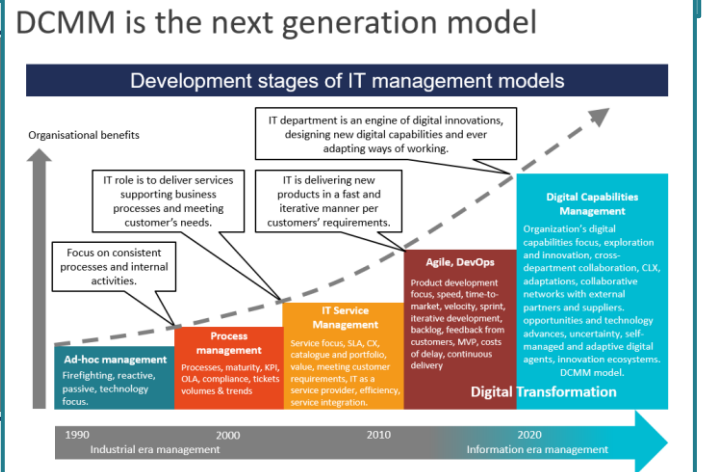 DCMM is the next generation model
Development stages of IT management models
Organisational benefits
IT department is an engine of digital innovations,
designing new digital capabilities and ever
adapting ways of working.
IT role is to deliver services
supporting business
processes and meeting
customer's needs.
IT is delivering new
products in a fast and
iterative manner per
customers' requirements.
Focus on consistent
processes and internal
activities.
Ad-hoc management
Firefighting, reactive,
passive, technology
focus.
Process
management
Processes, maturity, KPI,
OLA, compliance, tickets
volumes & trends
IT Service
Management
Service focus, SLA, CX,
catalogue and portfolio,
value, meeting customer
requirements, IT as a
service provider, efficiency,
service integration.
Agile, DevOps
Product development
focus, speed, time-to-
market, velocity, sprint,
iterative development,
backlog, feedback from
customers, MVP, costs
of delay, continuous
delivery
Digital Capabilities
Management
Organization's digital
capabilities focus, exploration
and innovation, cross-
department collaboration, CLX,
adaptations, collaborative
networks with external
partners and suppliers.
opportunities and technology
advances, uncertainty, self-
managed and adaptive digital
agents, innovation ecosystems.
DCMM model.
Digital Transformation
1990
2000
2010
2020
Industrial era management
Information era management